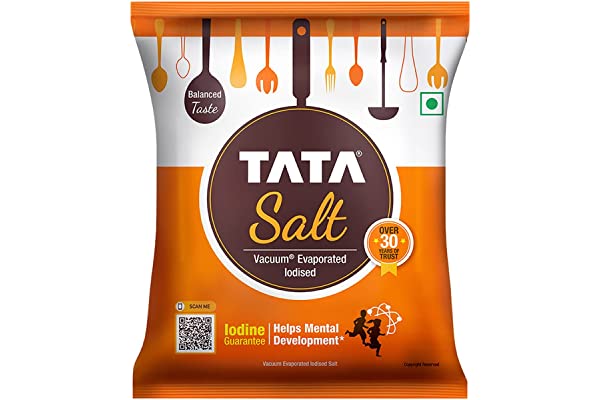 Balanced
Taste
TATA®
Salt
Vacuum® Evaporated
Iodised
OVER
30
YEARS OF
TRUST
SCAN ME
Iodine
Guarantee
Helps Mental
Development*
Copyright Reserved
Vacuum Evaporated Iodised Salt